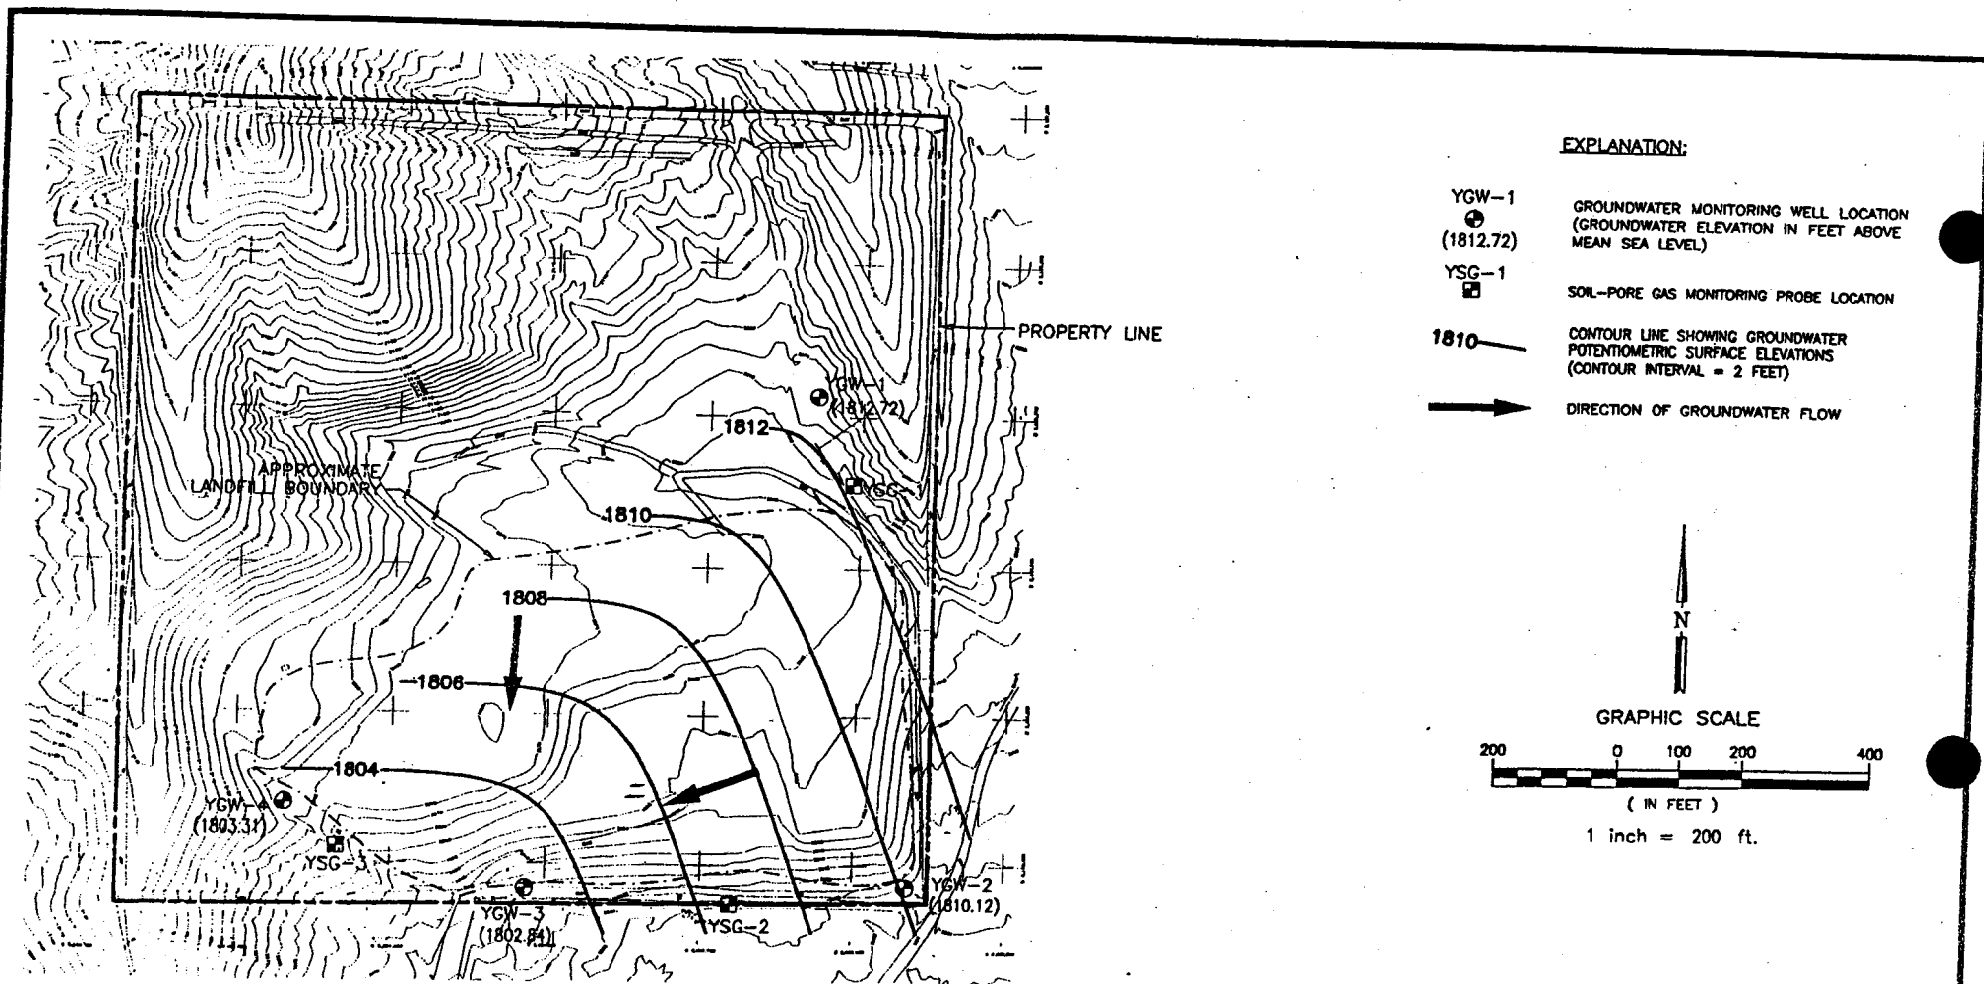 EXPLANATION:
YGW-1
(1812.72)
GROUNDWATER MONITORING WELL LOCATION
(GROUNDWATER ELEVATION IN FEET ABOVE
MEAN SEA LEVEL)
YSG-1
SOIL-PORE GAS MONITORING PROBE LOCATION
1810
CONTOUR LINE SHOWING GROUNDWATER
POTENTIOMETRIC SURFACE ELEVATIONS
(CONTOUR INTERVAL = 2 FEET)
DIRECTION OF GROUNDWATER FLOW
PROPERTY LINE
YGW-1
(1812.72)
1812
APPROXIMATE
LANDFILL BOUNDARY
1810
1808
1806
1804
YGW-4
(1803.31)
YSG-3
YGW-3
(1802.84)
YSG-2
YGW-2
(1810.12)
N
GRAPHIC SCALE
200 0 100 200 400
( IN FEET )
1 inch = 200 ft.